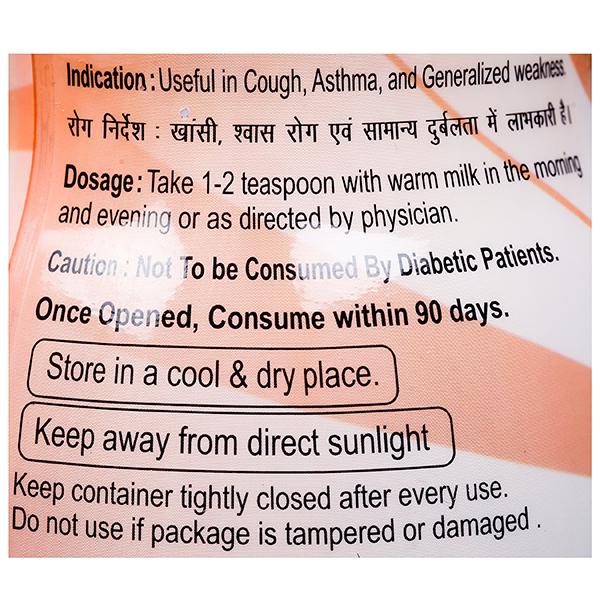 Indication : Useful in Cough, Asthma, and Generalized weakness.
रोग निर्देश : खांसी, श्वास रोग एवं सामान्य दुर्बलता में लाभकारी है।
Dosage : Take 1-2 teaspoon with warm milk in the morning
and evening or as directed by physician.
Caution : Not To be Consumed By Diabetic Patients.
Once Opened, Consume within 90 days.
Store in a cool & dry place.
Keep away from direct sunlight
Keep container tightly closed after every use.
Do not use if package is tampered or damaged .